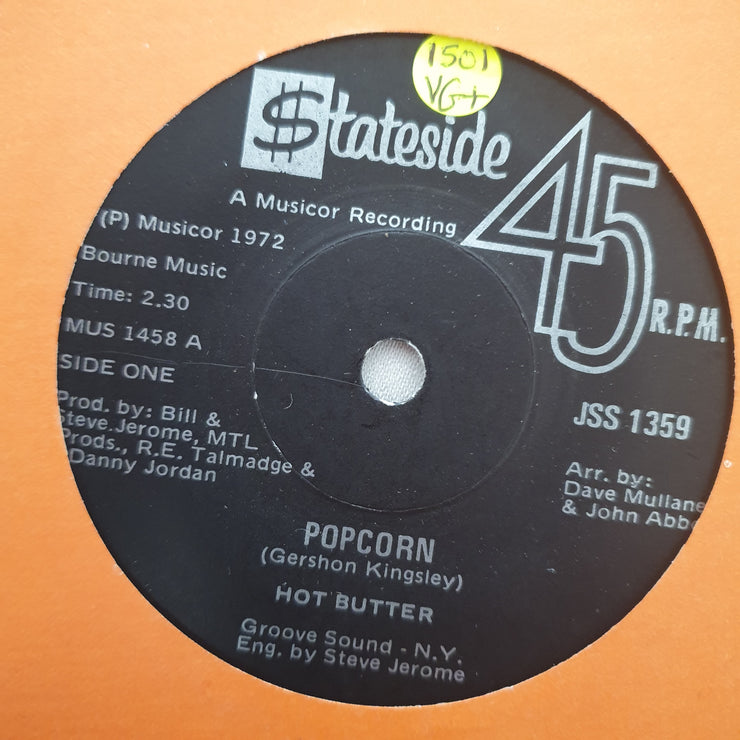 1501
VG+
$tateside
A Musicor Recording
45
R.P.M.
(P) Musicor 1972
Bourne Music
Time: 2.30
MUS 1458 A
SIDE ONE
Prod. by: Bill &
Steve Jerome, MTL
Prods., R.E. Talmadge &
Danny Jordan
JSS 1359
Arr. by:
Dave Mullane
& John Abbo
POPCORN
(Gershon Kingsley)
HOT BUTTER
Groove Sound - N.Y.
Eng. by Steve Jerome